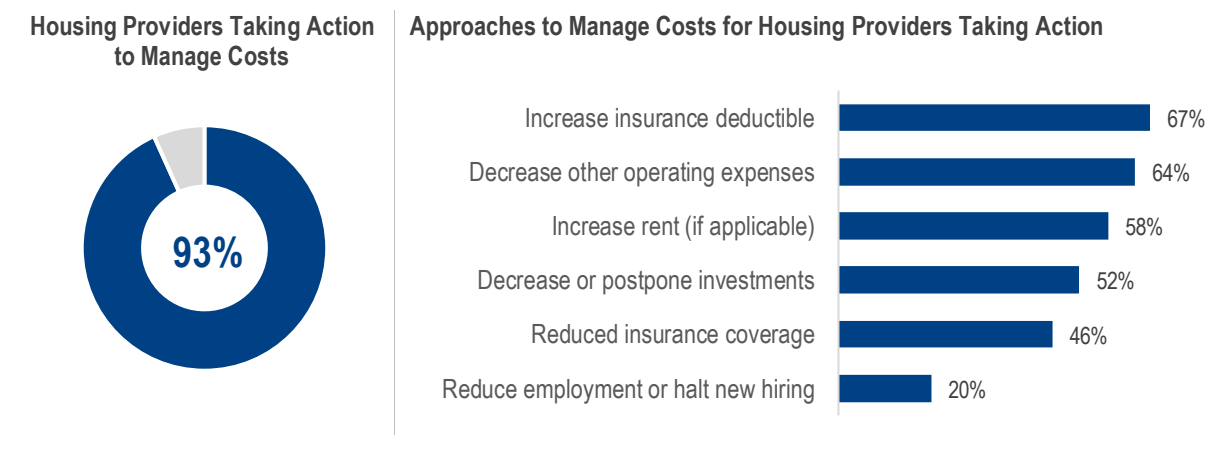 Housing Providers Taking Action
to Manage Costs
93%
Approaches to Manage Costs for Housing Providers Taking Action
Increase insurance deductible 67%
Decrease other operating expenses 64%
Increase rent (if applicable) 58%
Decrease or postpone investments 52%
Reduced insurance coverage 46%
Reduce employment or halt new hiring 20%